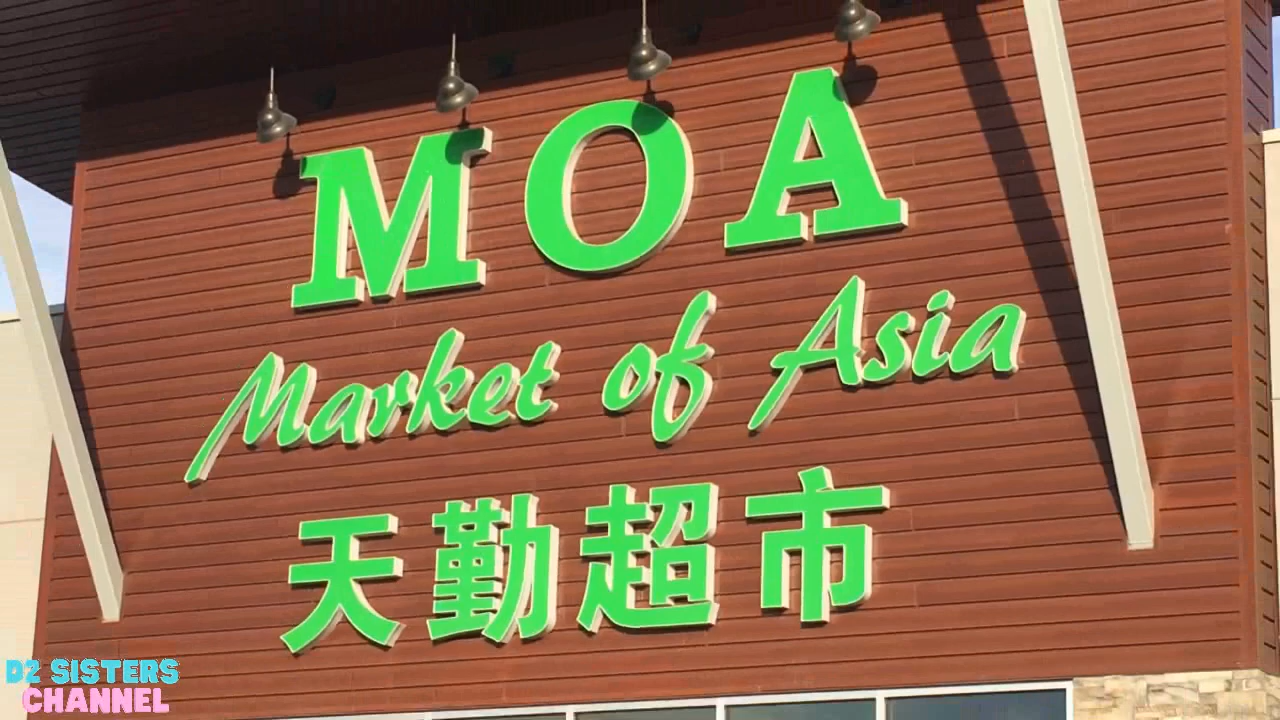 MOA
Market of Asia
天勤超市
D2 SISTERS
CHANNEL